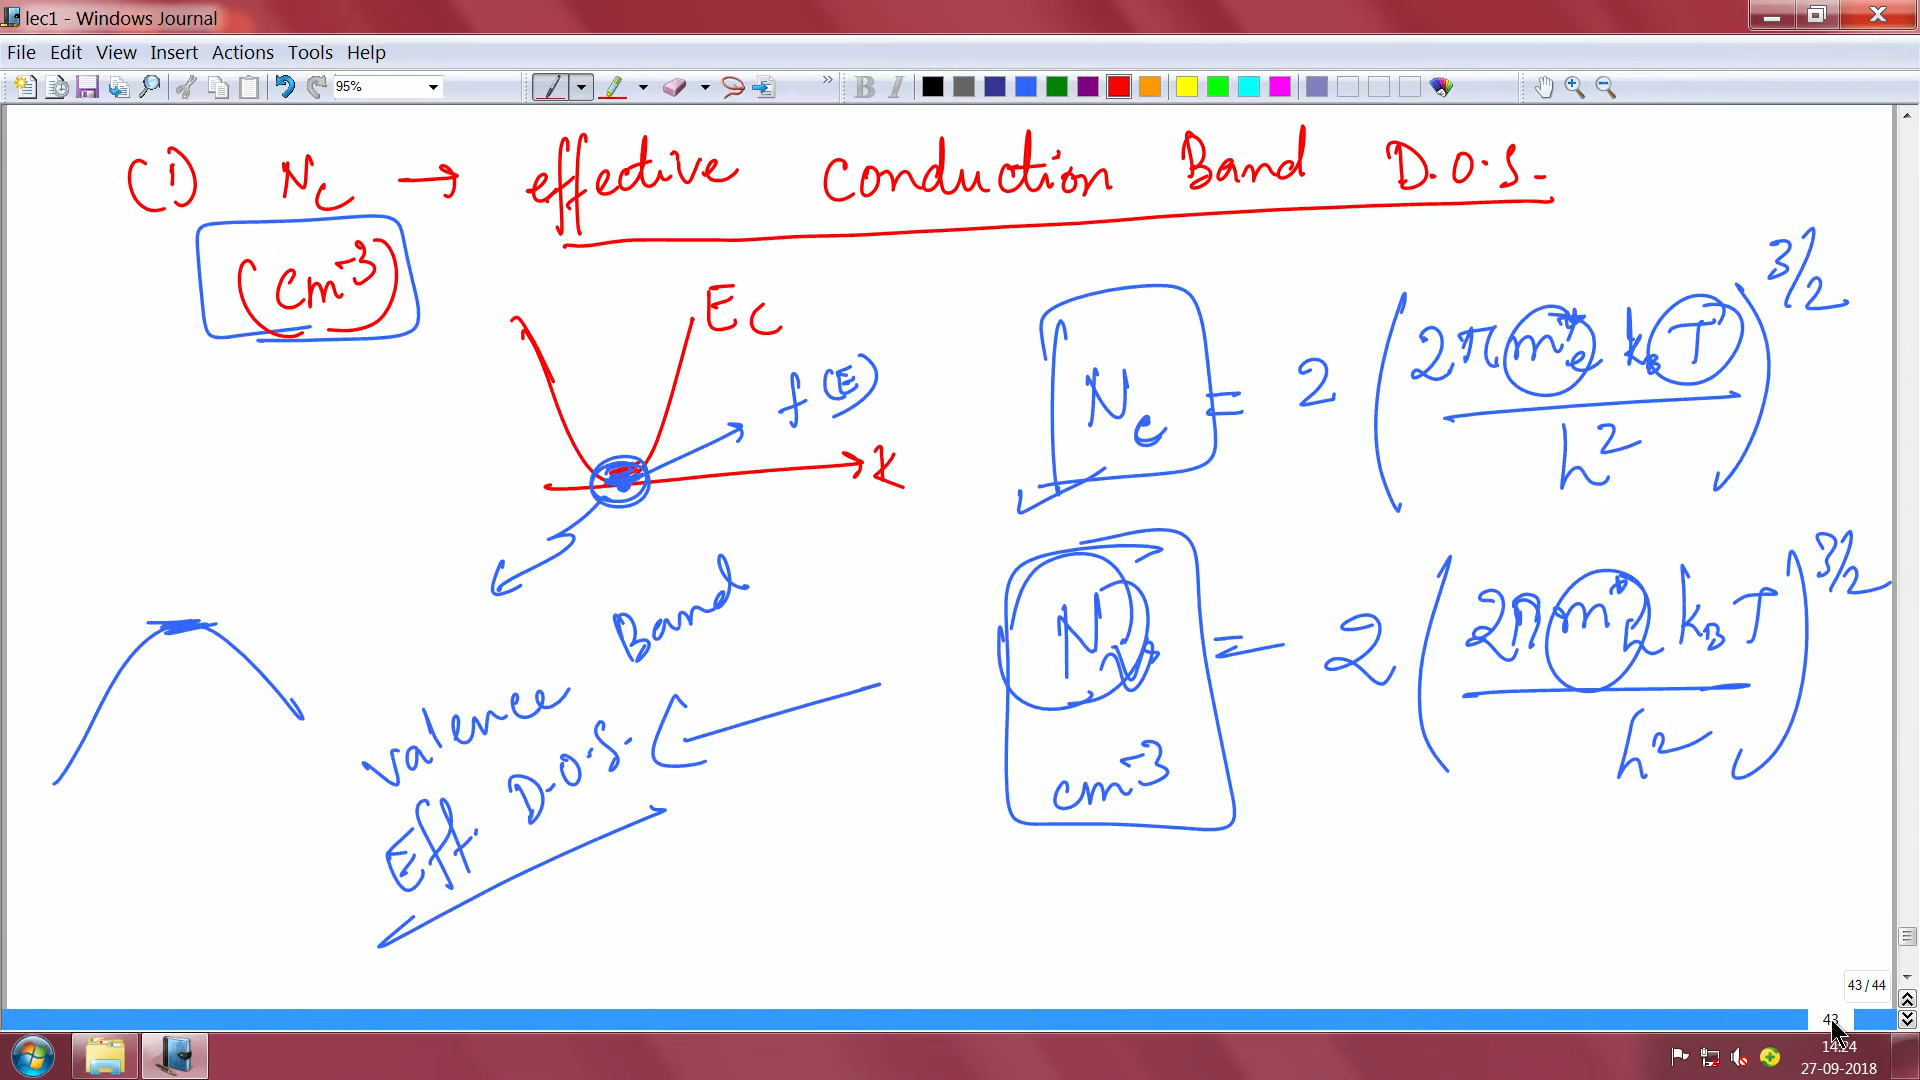 lec1 - Windows Journal
File Edit View Insert Actions Tools Help
95%
(1) Nc → effective Conduction Band D.O.S.
(cm⁻³)
Ec
f(E)
k
Nc = 2 (2π m*e kB T / h²)^3/2
Valence Band
Eff. D.O.S.
Nv = 2 (2π m*h kB T / h²)^3/2
cm⁻³
43 / 44
43
14:24
27-09-2018